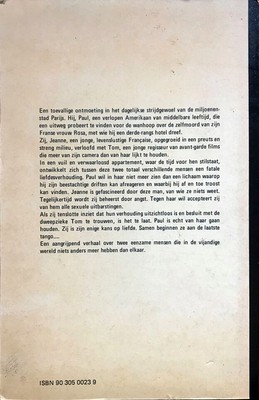 Een toevallige ontmoeting in het dagelijkse strijdgewoel van de miljoenen-
stad Parijs. Hij, Paul, een verlopen Amerikaan van middelbare leeftijd, die
een uitweg probeert te vinden voor de wanhoop over de zelfmoord van zijn
Franse vrouw Rosa, met wie hij een derde-rangs hotel dreef.
Zij, Jeanne, een jonge, levenslustige Française, opgegroeid in een preuts en
streng milieu, verloofd met Tom, een jonge regisseur van avant-garde films
die meer van zijn camera dan van haar lijkt te houden.
In een vuil en verwaarloosd appartement, waar de tijd voor hen stilstaat,
ontwikkelt zich tussen deze twee totaal verschillende mensen een fatale
liefdesverhouding. Paul wil in haar niet meer zien dan een lichaam waarop
hij zijn beestachtige driften kan afreageren en waarbij hij af en toe troost
kan vinden. Jeanne is gefascineerd door deze man, van wie ze niets weet.
Tegelijkertijd wordt zij beheerst door angst. Tegen haar wil accepteert zij
van hem alle sexuele uitbarstingen.
Als zij tenslotte inziet dat hun verhouding uitzichtloos is en besluit met de
dweepzieke Tom te trouwen, is het te laat. Paul is echt van haar gaan
houden. Zij is zijn enige kans op liefde. Samen beginnen ze aan de laatste
tango....
Een aangrijpend verhaal over twee eenzame mensen die in de vijandige
wereld niets anders meer hebben dan elkaar.
ISBN 90 305 0023 9